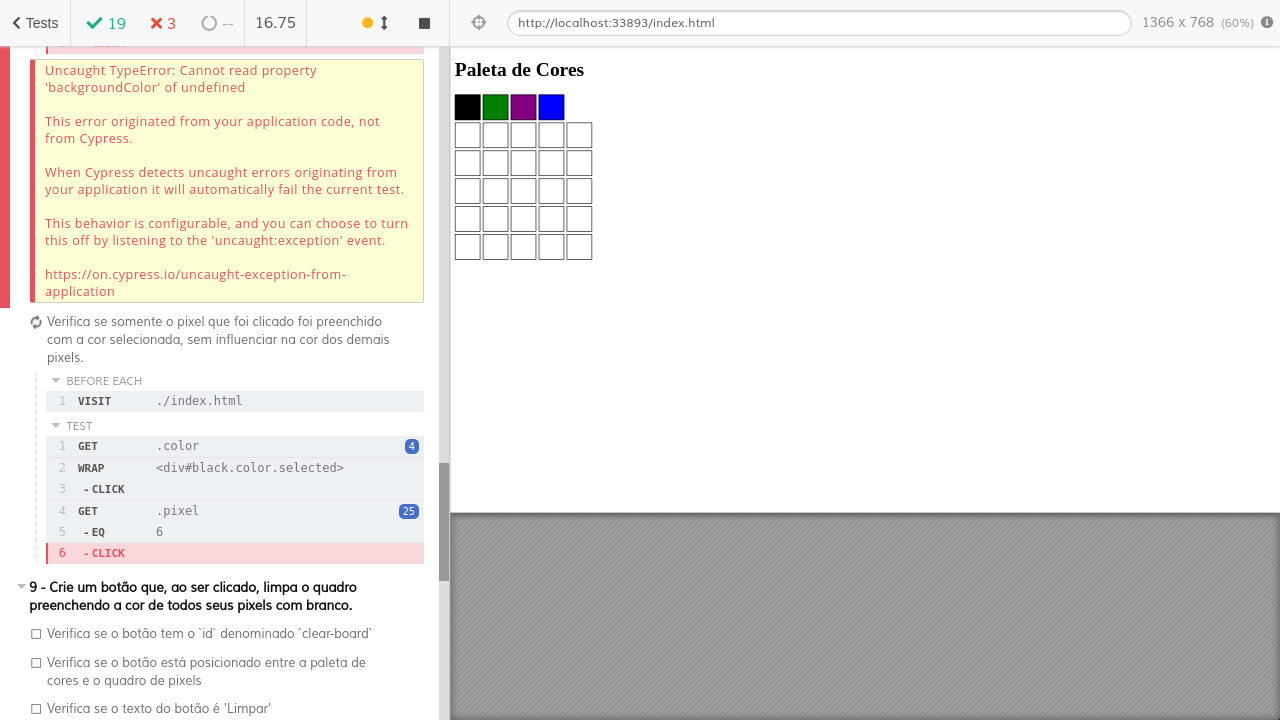 Tests
19
3
--
16.75
http://localhost:33893/index.html
1366 x 768 (60%)
Uncaught TypeError: Cannot read property
'backgroundColor' of undefined
This error originated from your application code, not
from Cypress.
When Cypress detects uncaught errors originating from
your application it will automatically fail the current test.
This behavior is configurable, and you can choose to turn
this off by listening to the 'uncaught:exception' event.
https://on.cypress.io/uncaught-exception-from-
application
Verifica se somente o pixel que foi clicado foi preenchido
com a cor selecionada, sem influenciar na cor dos demais
pixels.
BEFORE EACH
1 VISIT ./index.html
TEST
1 GET .color 4
2 WRAP <div#black.color.selected>
3 - CLICK
4 GET .pixel 25
5 - EQ 6
6 - CLICK
9 - Crie um botão que, ao ser clicado, limpa o quadro
preenchendo a cor de todos seus pixels com branco.
Verifica se o botão tem o `id` denominado `clear-board`
Verifica se o botão está posicionado entre a paleta de
cores e o quadro de pixels
Verifica se o texto do botão é 'Limpar'
Paleta de Cores